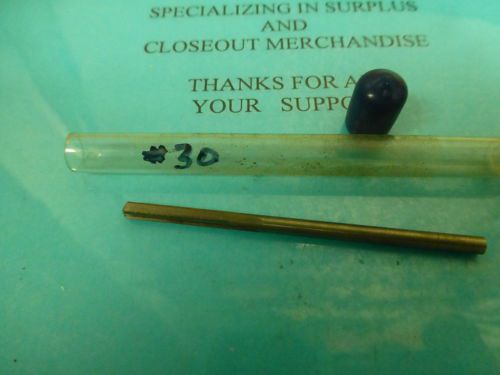 SPECIALIZING IN SURPLUS
AND
CLOSEOUT MERCHANDISE
THANKS FOR A
YOUR SUPPO
#30